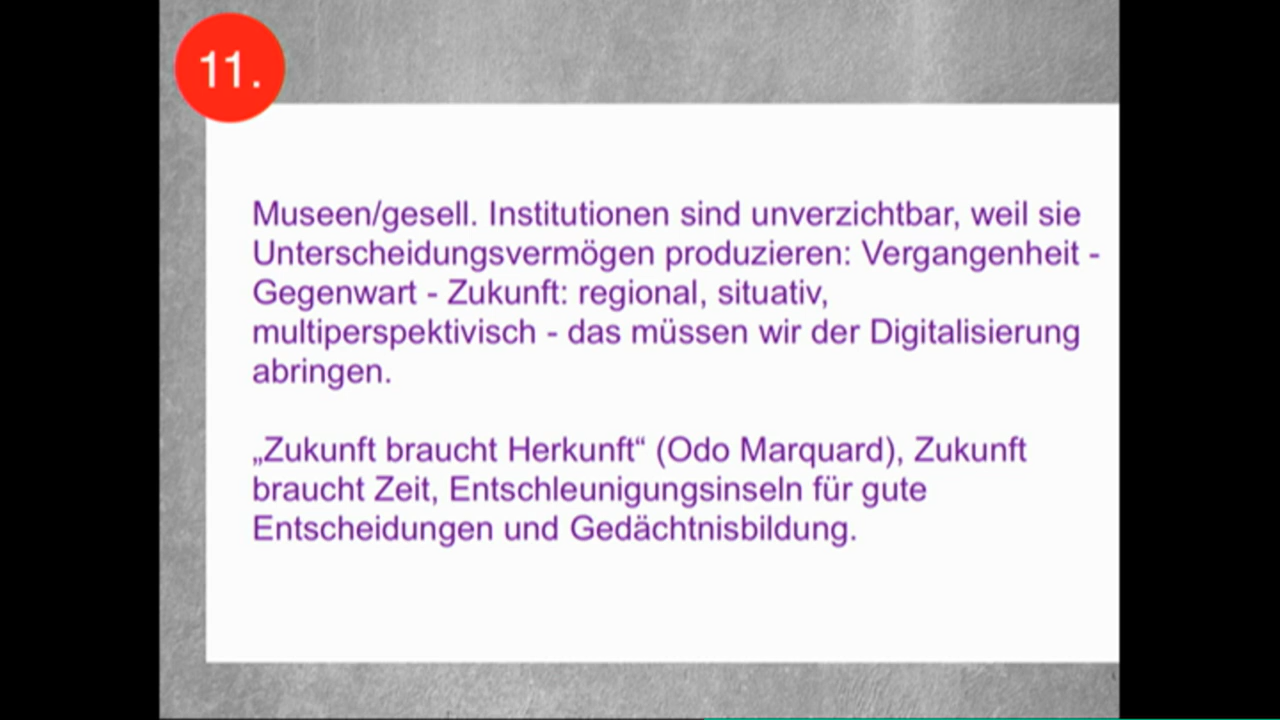 11.
Museen/gesell. Institutionen sind unverzichtbar, weil sie
Unterscheidungsvermögen produzieren: Vergangenheit -
Gegenwart - Zukunft: regional, situativ,
multiperspektivisch - das müssen wir der Digitalisierung
abringen.
„Zukunft braucht Herkunft“ (Odo Marquard), Zukunft
braucht Zeit, Entschleunigungsinseln für gute
Entscheidungen und Gedächtnisbildung.